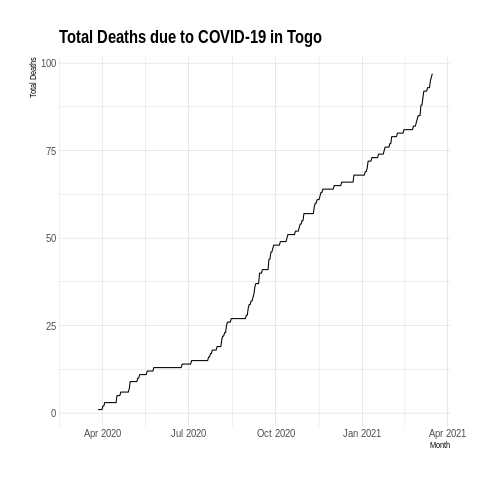 Total Deaths due to COVID-19 in Togo
Total Deaths
100
75
50
25
0
Apr 2020
Jul 2020
Oct 2020
Jan 2021
Apr 2021
Month